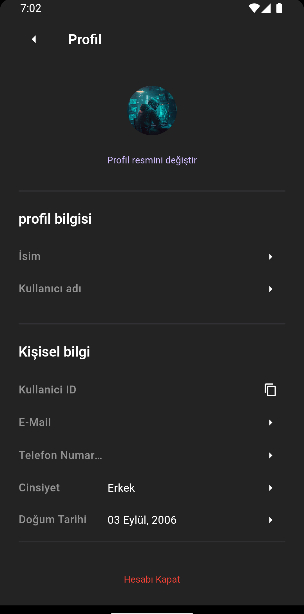 7:02
Profil
Profil resmini değiştir
profil bilgisi
İsim
Kullanıcı adı
Kişisel bilgi
Kullanici ID
E-Mail
Telefon Numar...
Cinsiyet Erkek
Doğum Tarihi 03 Eylül, 2006
Hesabı Kapat